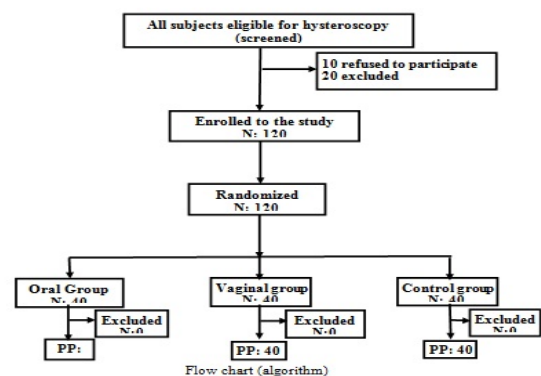 All subjects eligible for hysteroscopy
(screened)
10 refused to participate
20 excluded
Enrolled to the study
N: 120
Randomized
N: 120
Oral Group
N: 40
Vaginal group
N: 40
Control group
N: 40
Excluded
N:0
Excluded
N:0
Excluded
N:0
PP:
PP: 40
PP: 40
Flow chart (algorithm)